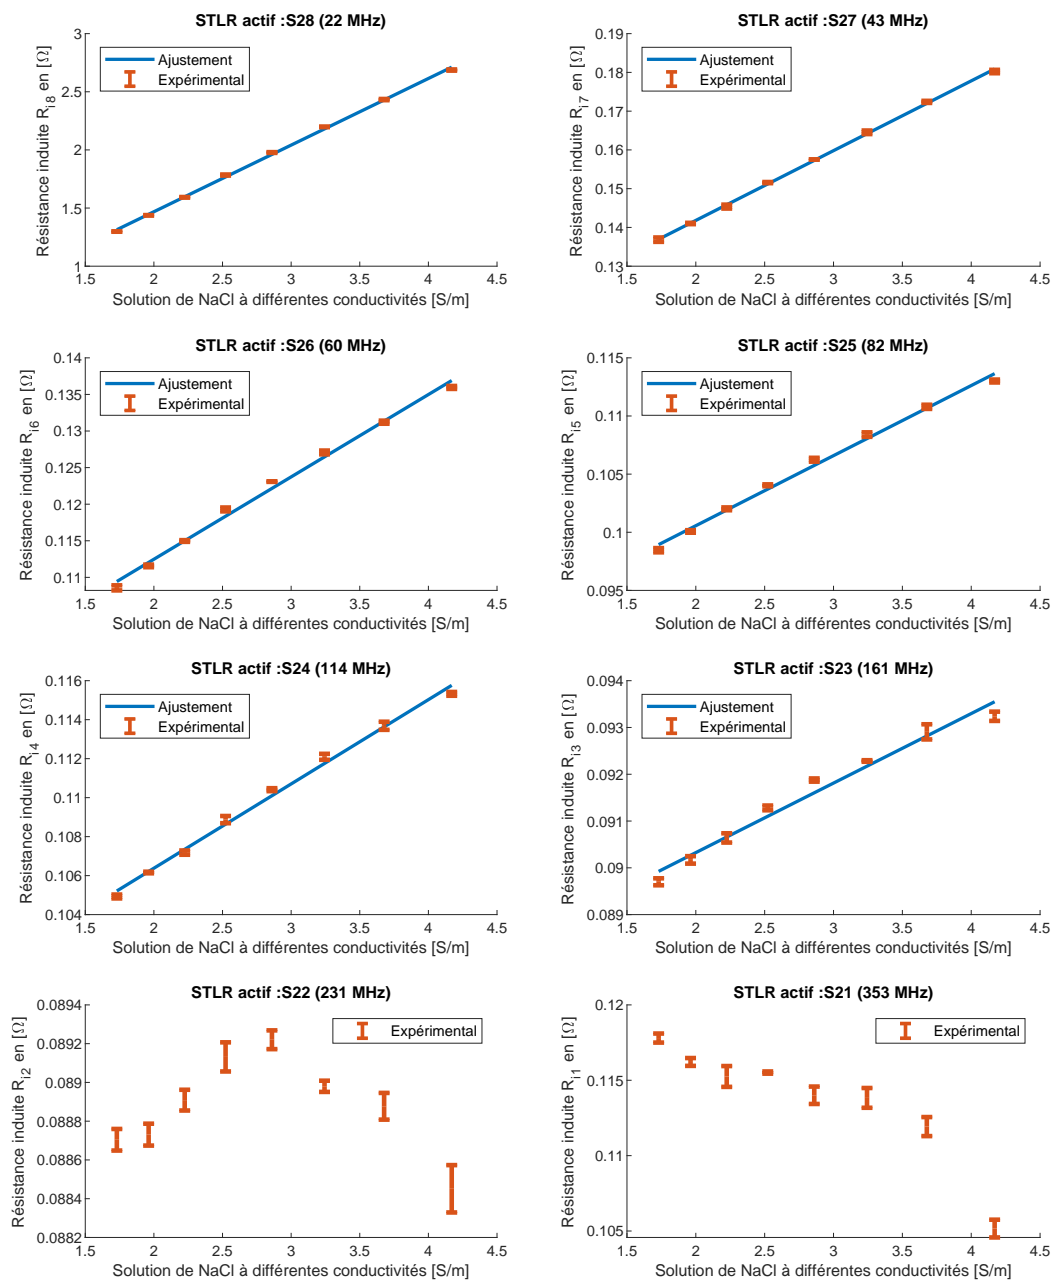 STLR actif :S28 (22 MHz)
3
2.5
2
1.5
1
Résistance induite Ri8 en [Ω]
Ajustement
Expérimental
1.5 2 2.5 3 3.5 4 4.5
Solution de NaCl à différentes conductivités [S/m]
STLR actif :S27 (43 MHz)
0.19
0.18
0.17
0.16
0.15
0.14
0.13
Résistance induite Ri7 en [Ω]
Ajustement
Expérimental
1.5 2 2.5 3 3.5 4 4.5
Solution de NaCl à différentes conductivités [S/m]
STLR actif :S26 (60 MHz)
0.14
0.135
0.13
0.125
0.12
0.115
0.11
Résistance induite Ri6 en [Ω]
Ajustement
Expérimental
1.5 2 2.5 3 3.5 4 4.5
Solution de NaCl à différentes conductivités [S/m]
STLR actif :S25 (82 MHz)
0.115
0.11
0.105
0.1
0.095
Résistance induite Ri5 en [Ω]
Ajustement
Expérimental
1.5 2 2.5 3 3.5 4 4.5
Solution de NaCl à différentes conductivités [S/m]
STLR actif :S24 (114 MHz)
0.116
0.114
0.112
0.11
0.108
0.106
0.104
Résistance induite Ri4 en [Ω]
Ajustement
Expérimental
1.5 2 2.5 3 3.5 4 4.5
Solution de NaCl à différentes conductivités [S/m]
STLR actif :S23 (161 MHz)
0.094
0.093
0.092
0.091
0.09
0.089
Résistance induite Ri3 en [Ω]
Ajustement
Expérimental
1.5 2 2.5 3 3.5 4 4.5
Solution de NaCl à différentes conductivités [S/m]
STLR actif :S22 (231 MHz)
0.0894
0.0892
0.089
0.0888
0.0886
0.0884
0.0882
Résistance induite Ri2 en [Ω]
Expérimental
1.5 2 2.5 3 3.5 4 4.5
Solution de NaCl à différentes conductivités [S/m]
STLR actif :S21 (353 MHz)
0.12
0.115
0.11
0.105
Résistance induite Ri1 en [Ω]
Expérimental
1.5 2 2.5 3 3.5 4 4.5
Solution de NaCl à différentes conductivités [S/m]